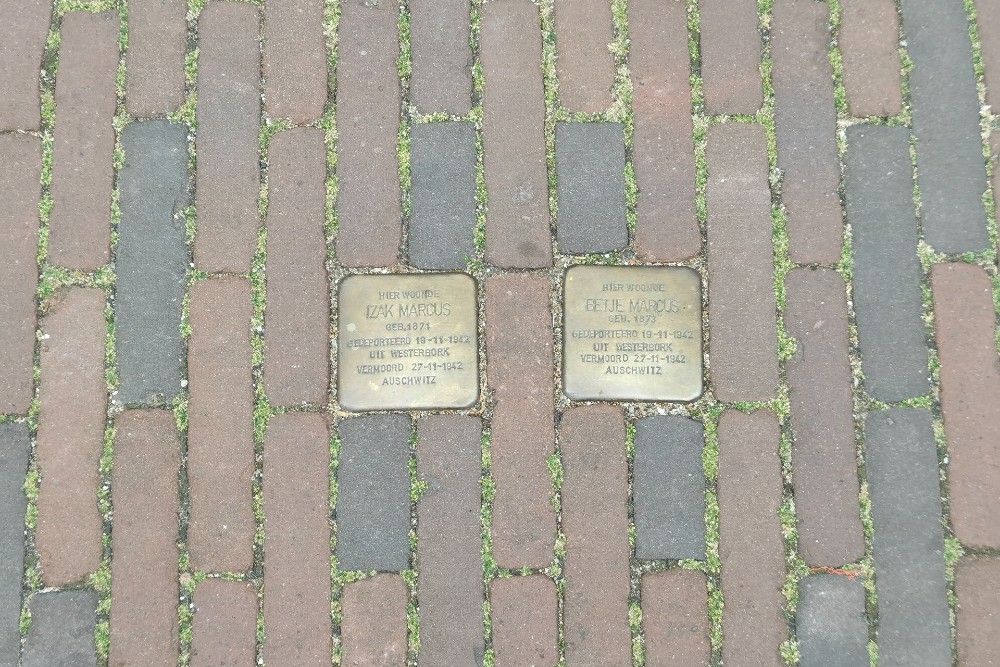 HIER WOONDE
IZAK MARCUS
GEB. 1871
GEDEPORTEERD 19-11-1942
UIT WESTERBORK
VERMOORD 27-11-1942
AUSCHWITZ
HIER WOONDE
BETJE MARCUS-
GEB. 1873
GEDEPORTEERD 19-11-1942
UIT WESTERBORK
VERMOORD 27-11-1942
AUSCHWITZ